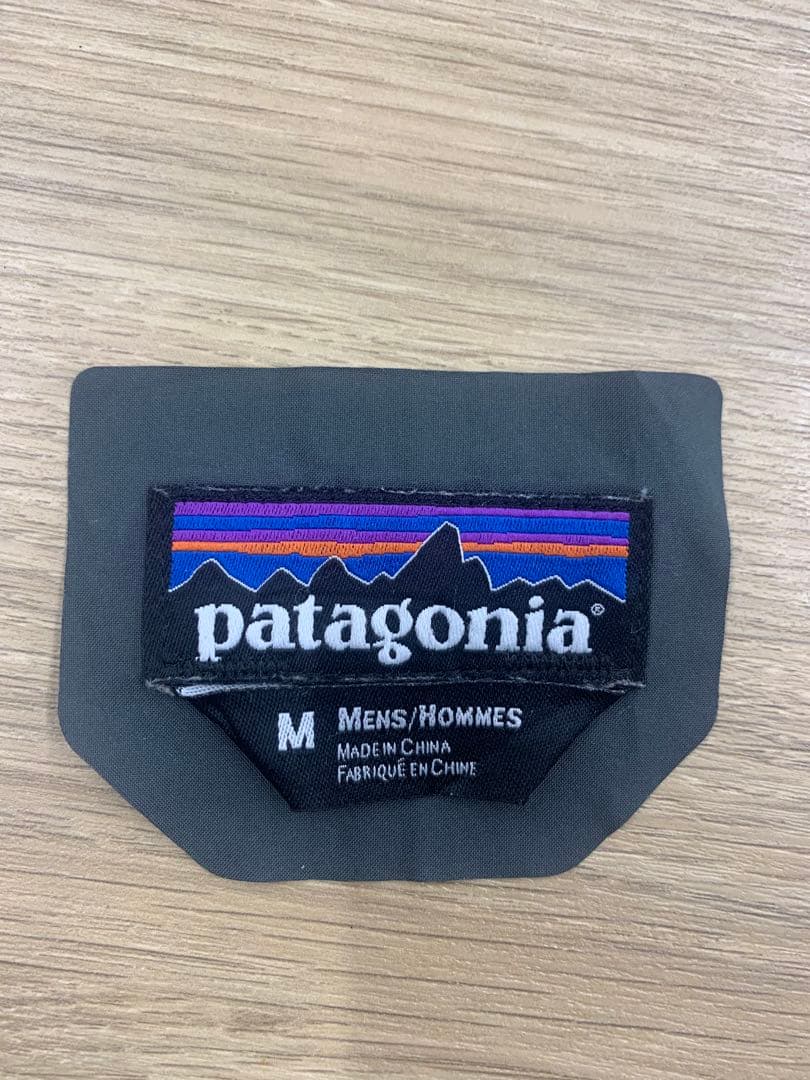 patagonia®
M MENS/HOMMES
MADE IN CHINA
FABRIQUÉ EN CHINE